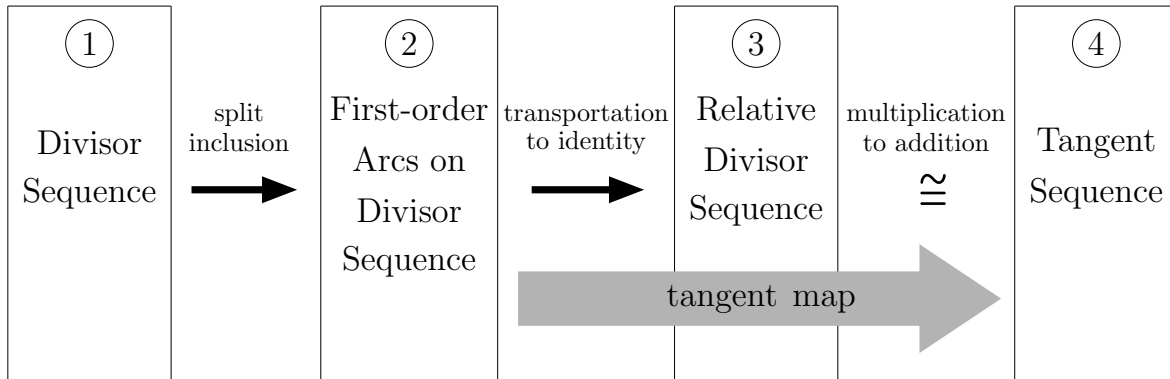 1
Divisor
Sequence
split
inclusion
2
First-order
Arcs on
Divisor
Sequence
transportation
to identity
3
Relative
Divisor
Sequence
multiplication
to addition
≅
4
Tangent
Sequence
tangent map